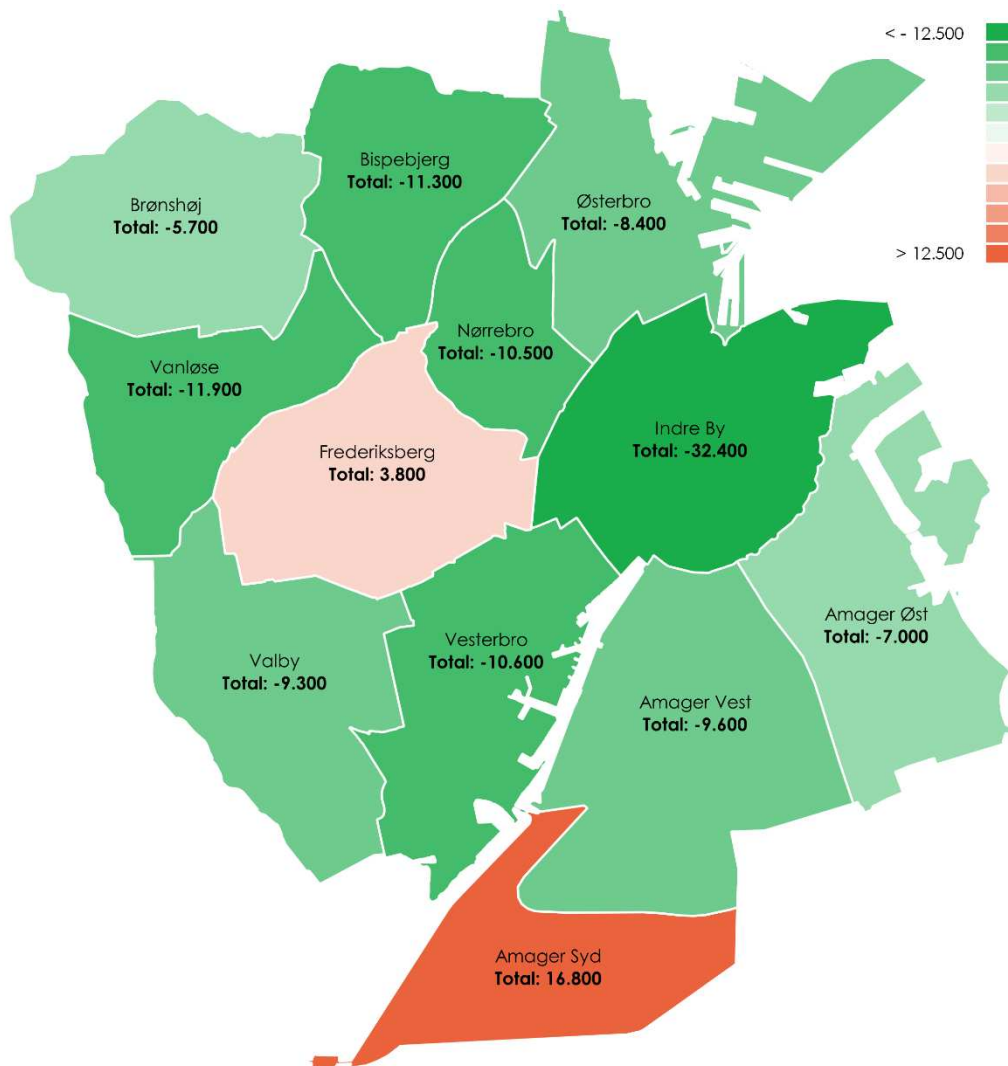 < - 12.500
> 12.500
Bispebjerg
Total: -11.300
Brønshøj
Total: -5.700
Østerbro
Total: -8.400
Nørrebro
Total: -10.500
Vanløse
Total: -11.900
Indre By
Total: -32.400
Frederiksberg
Total: 3.800
Amager Øst
Total: -7.000
Vesterbro
Total: -10.600
Valby
Total: -9.300
Amager Vest
Total: -9.600
Amager Syd
Total: 16.800